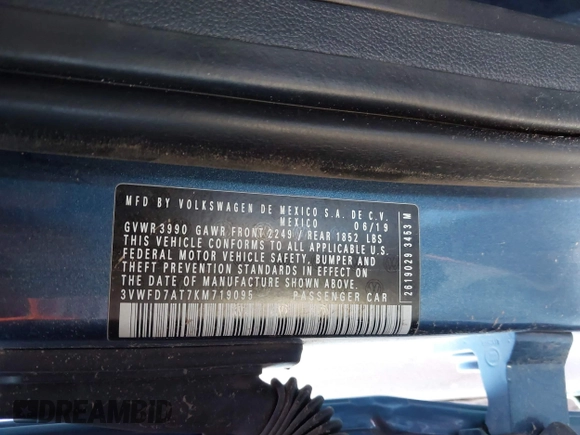 MFD BY VOLKSWAGEN DE MEXICO S.A. DE C.V.
MEXICO 06/19
GVWR 3990 GAWR FRONT 2249 / REAR 1852 LBS
THIS VEHICLE CONFORMS TO ALL APPLICABLE U.S.
FEDERAL MOTOR VEHICLE SAFETY, BUMPER AND
THEFT PREVENTION STANDARDS IN EFFECT ON
THE DATE OF MANUFACTURE SHOWN ABOVE.
3VWFD7AT7KM719095 PASSENGER CAR
2619029 3453 M
DREAMBID